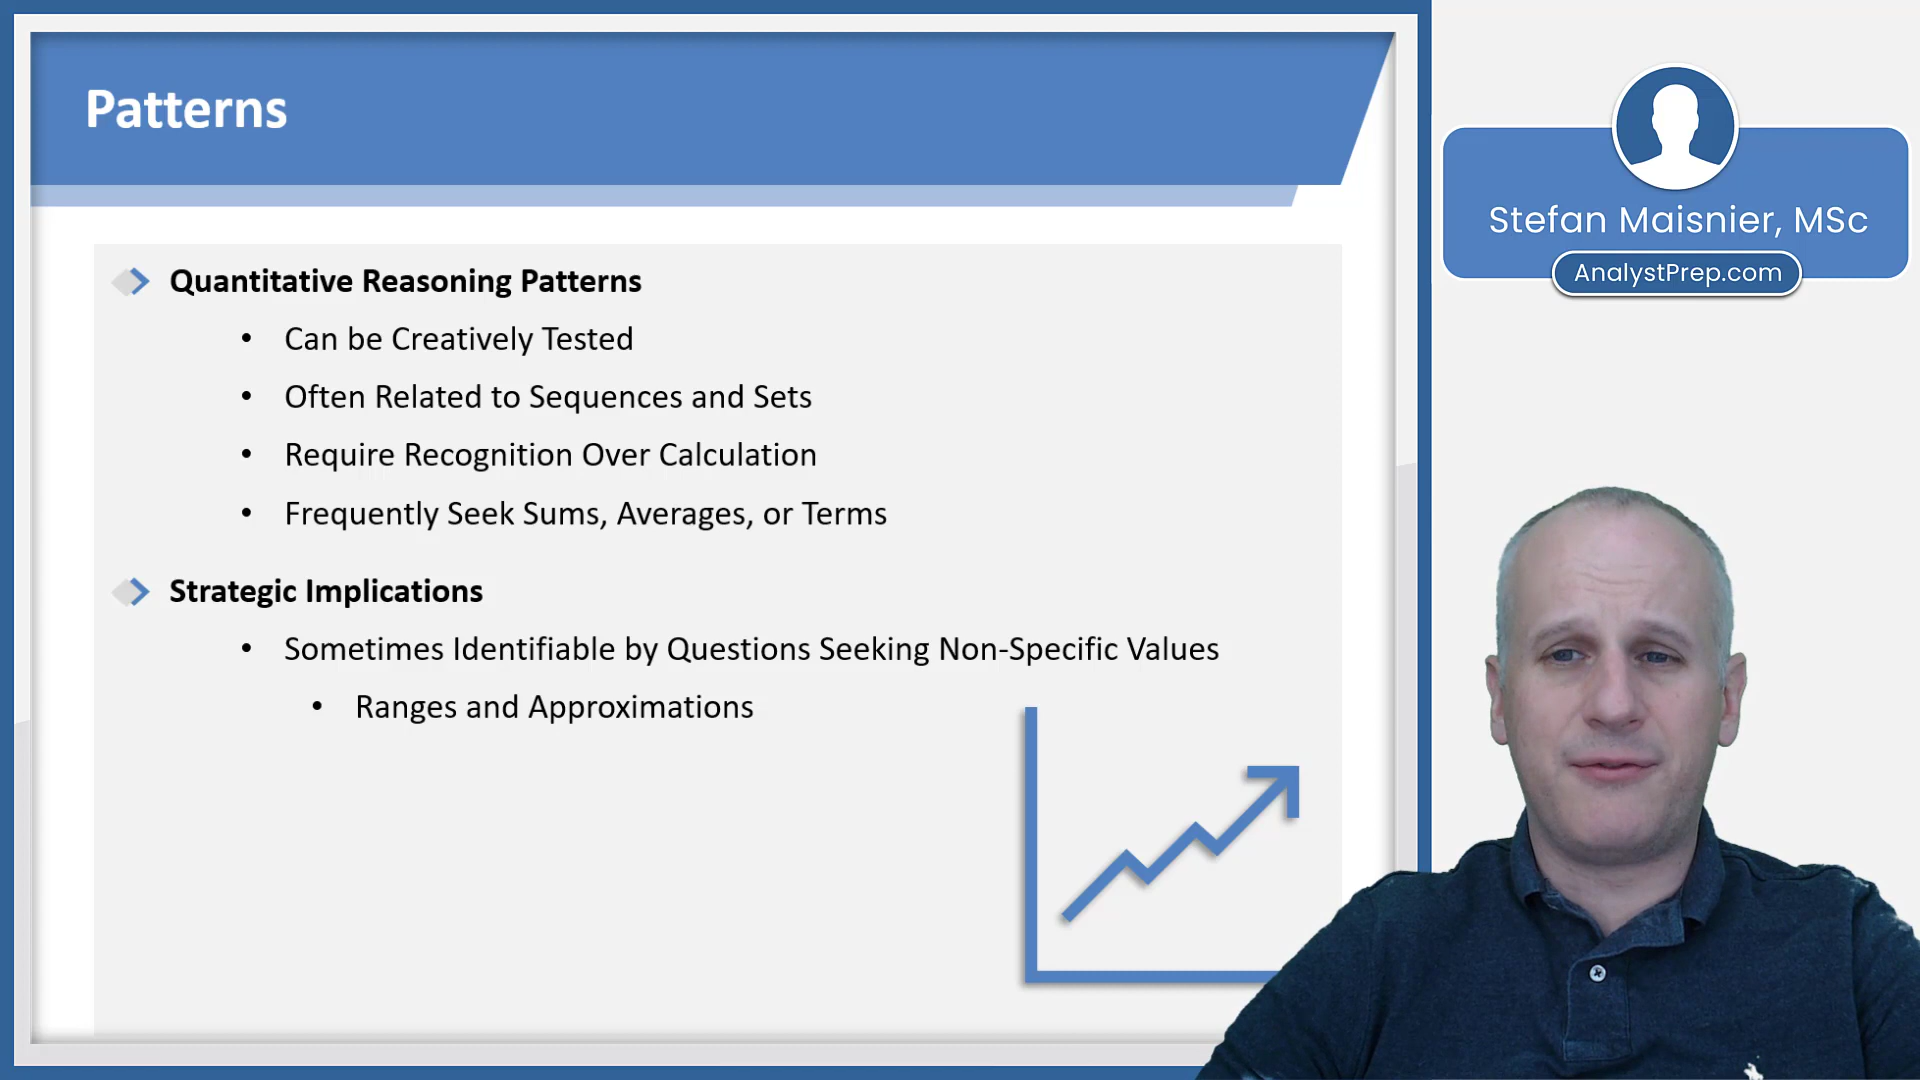 Patterns
Quantitative Reasoning Patterns
• Can be Creatively Tested
• Often Related to Sequences and Sets
• Require Recognition Over Calculation
• Frequently Seek Sums, Averages, or Terms
Strategic Implications
• Sometimes Identifiable by Questions Seeking Non-Specific Values
• Ranges and Approximations
Stefan Maisnier, MSc
AnalystPrep.com